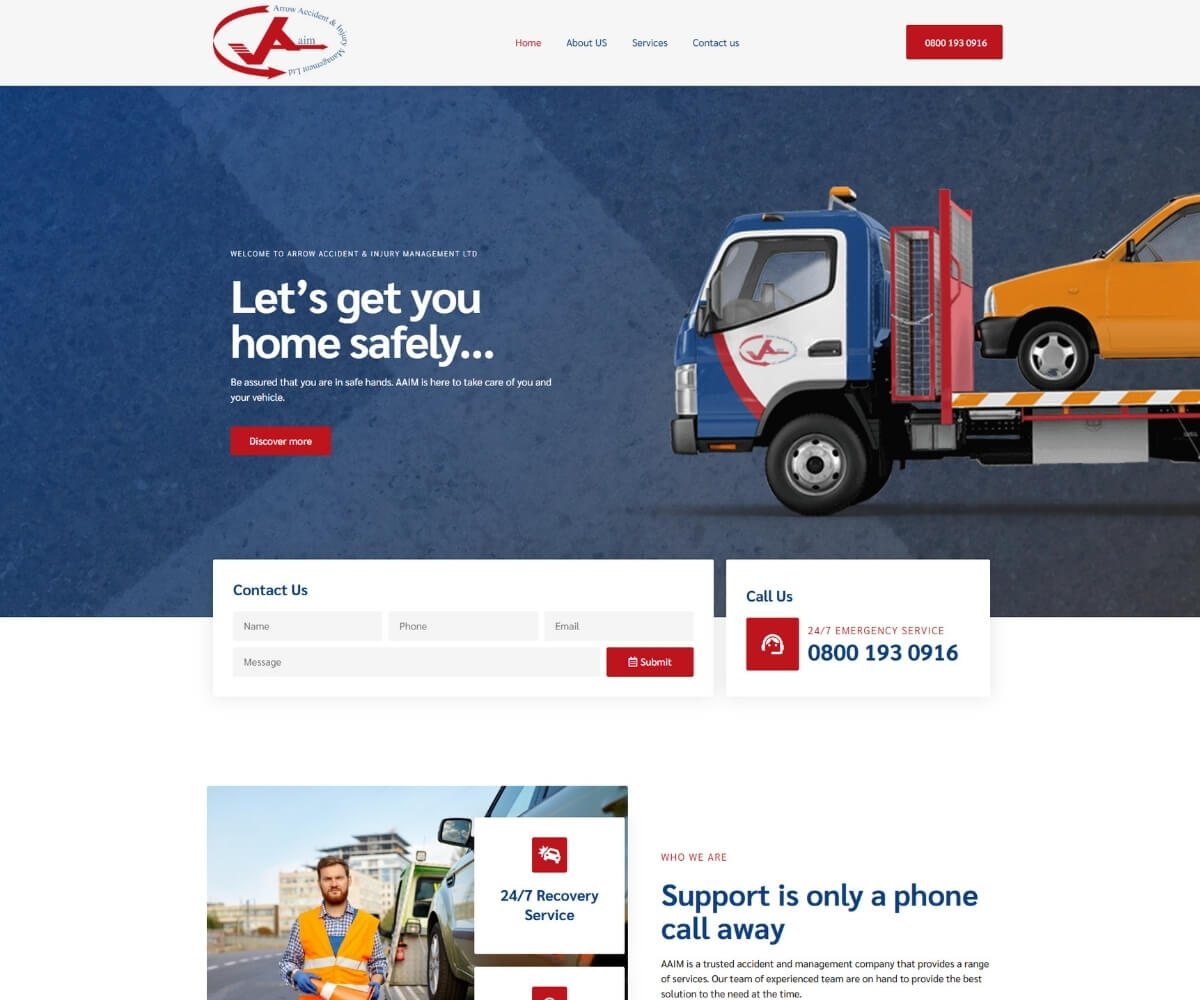 Arrow Accident & Injury Management Ltd
aim
Home
About US
Services
Contact us
0800 193 0916
WELCOME TO ARROW ACCIDENT & INJURY MANAGEMENT LTD
Let’s get you
home safely...
Be assured that you are in safe hands. AAIM is here to take care of you and
your vehicle.
Discover more
Contact Us
Name
Phone
Email
Message
Submit
Call Us
24/7 EMERGENCY SERVICE
0800 193 0916
24/7 Recovery
Service
WHO WE ARE
Support is only a phone
call away
AAIM is a trusted accident and management company that provides a range
of services. Our team of experienced team are on hand to provide the best
solution to the need at the time.